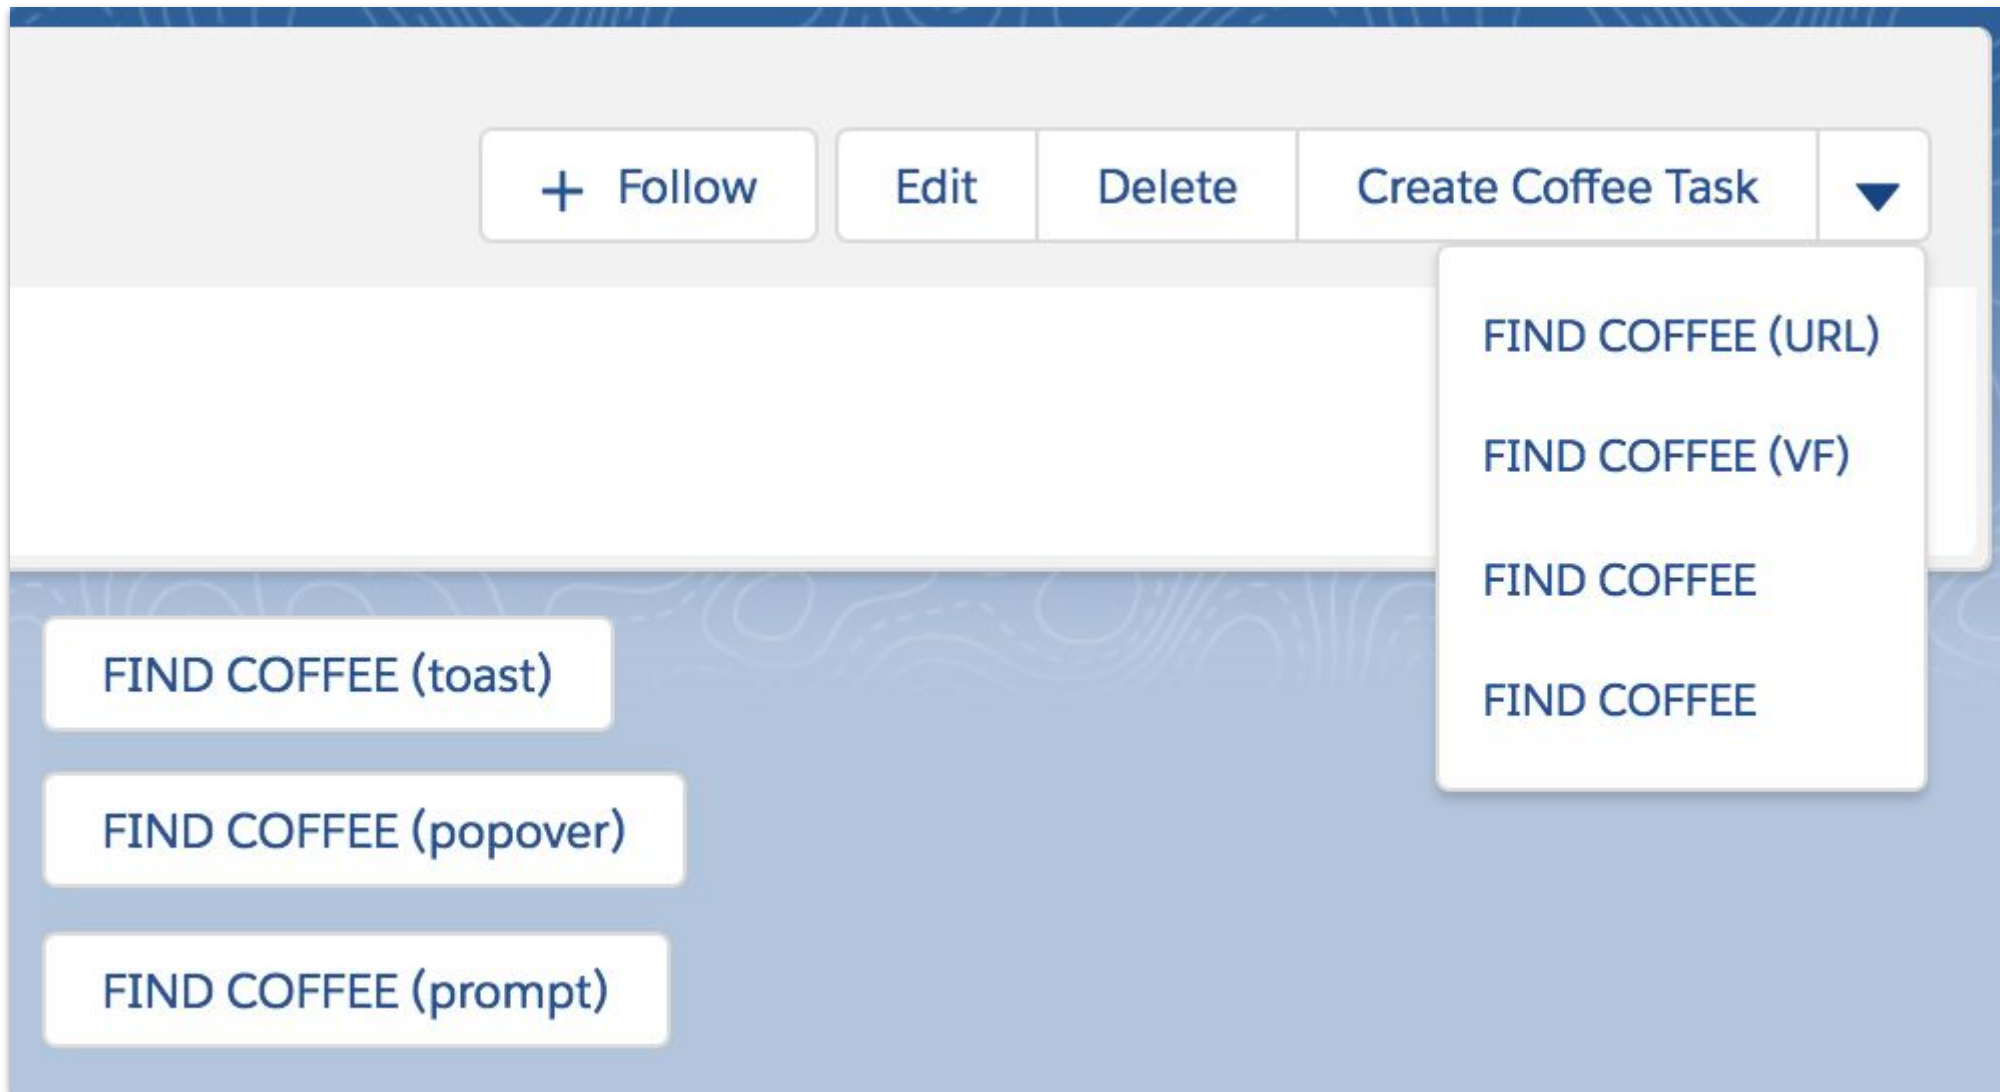 + Follow
Edit
Delete
Create Coffee Task
FIND COFFEE (URL)
FIND COFFEE (VF)
FIND COFFEE
FIND COFFEE
FIND COFFEE (toast)
FIND COFFEE (popover)
FIND COFFEE (prompt)